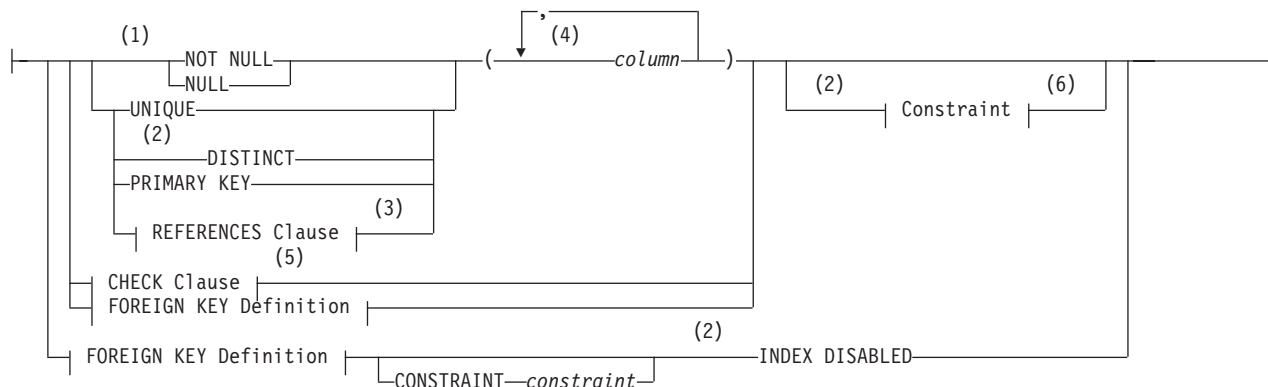 ,
(1) (4)
NOT NULL ( column ) (2) (6)
NULL
UNIQUE Constraint
(2)
DISTINCT
PRIMARY KEY
(3)
REFERENCES Clause
(5)
CHECK Clause
FOREIGN KEY Definition
(2)
FOREIGN KEY Definition INDEX DISABLED
CONSTRAINT constraint